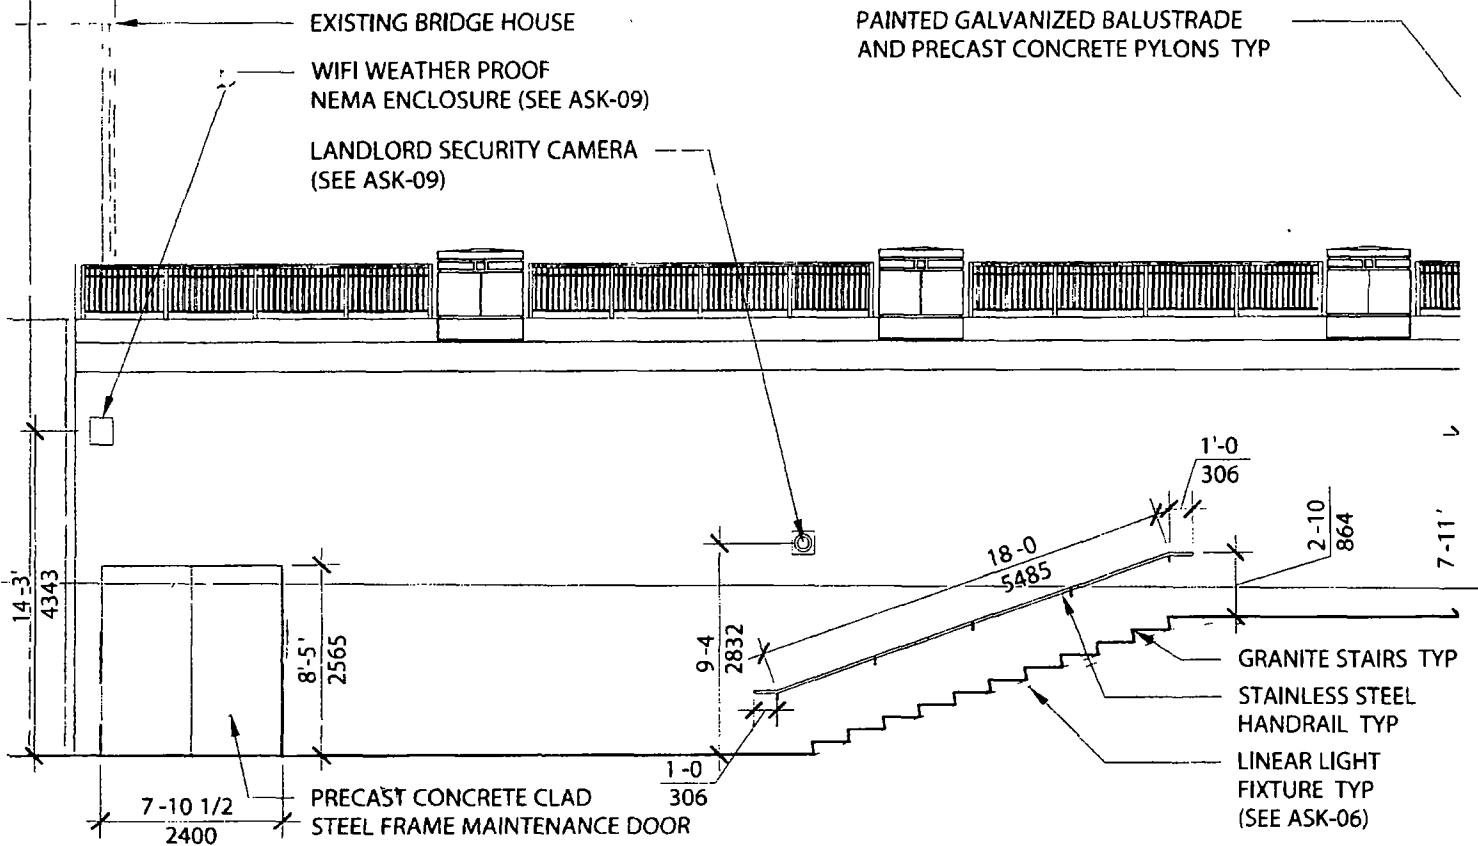 EXISTING BRIDGE HOUSE
PAINTED GALVANIZED BALUSTRADE
AND PRECAST CONCRETE PYLONS TYP
WIFI WEATHER PROOF
NEMA ENCLOSURE (SEE ASK-09)
LANDLORD SECURITY CAMERA
(SEE ASK-09)
1'-0
306
2-10
864
7-11'
18-0
5485
14-3'
4343
8'-5'
2565
9-4
2832
GRANITE STAIRS TYP
STAINLESS STEEL
HANDRAIL TYP
LINEAR LIGHT
FIXTURE TYP
(SEE ASK-06)
1-0
306
7-10 1/2
2400
PRECAST CONCRETE CLAD
STEEL FRAME MAINTENANCE DOOR